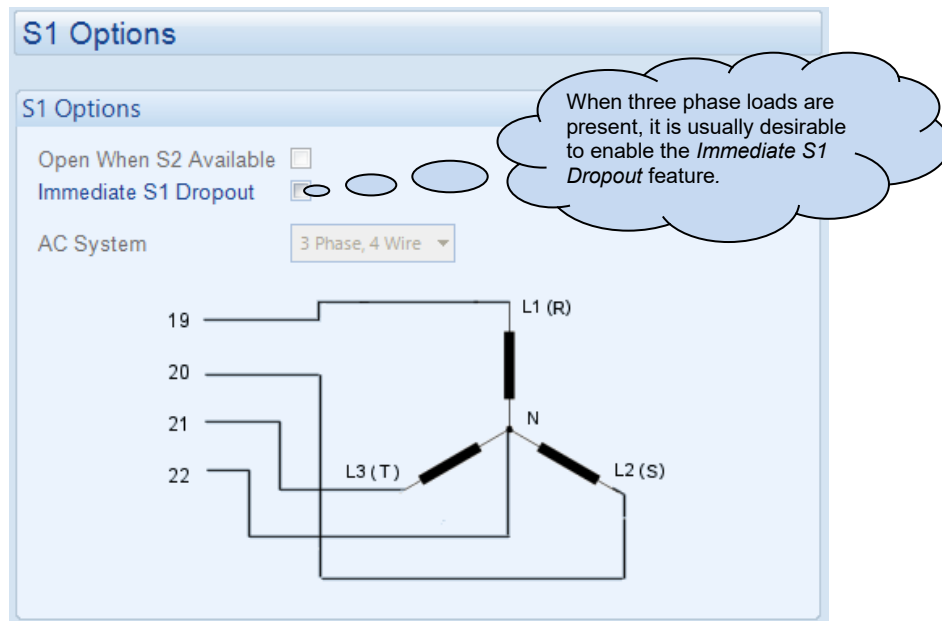 S1 Options
S1 Options
When three phase loads are
present, it is usually desirable
to enable the Immediate S1
Dropout feature.
Open When S2 Available
Immediate S1 Dropout
AC System
3 Phase, 4 Wire
19
L1 (R)
20
21
N
22
L3 (T)
L2 (S)